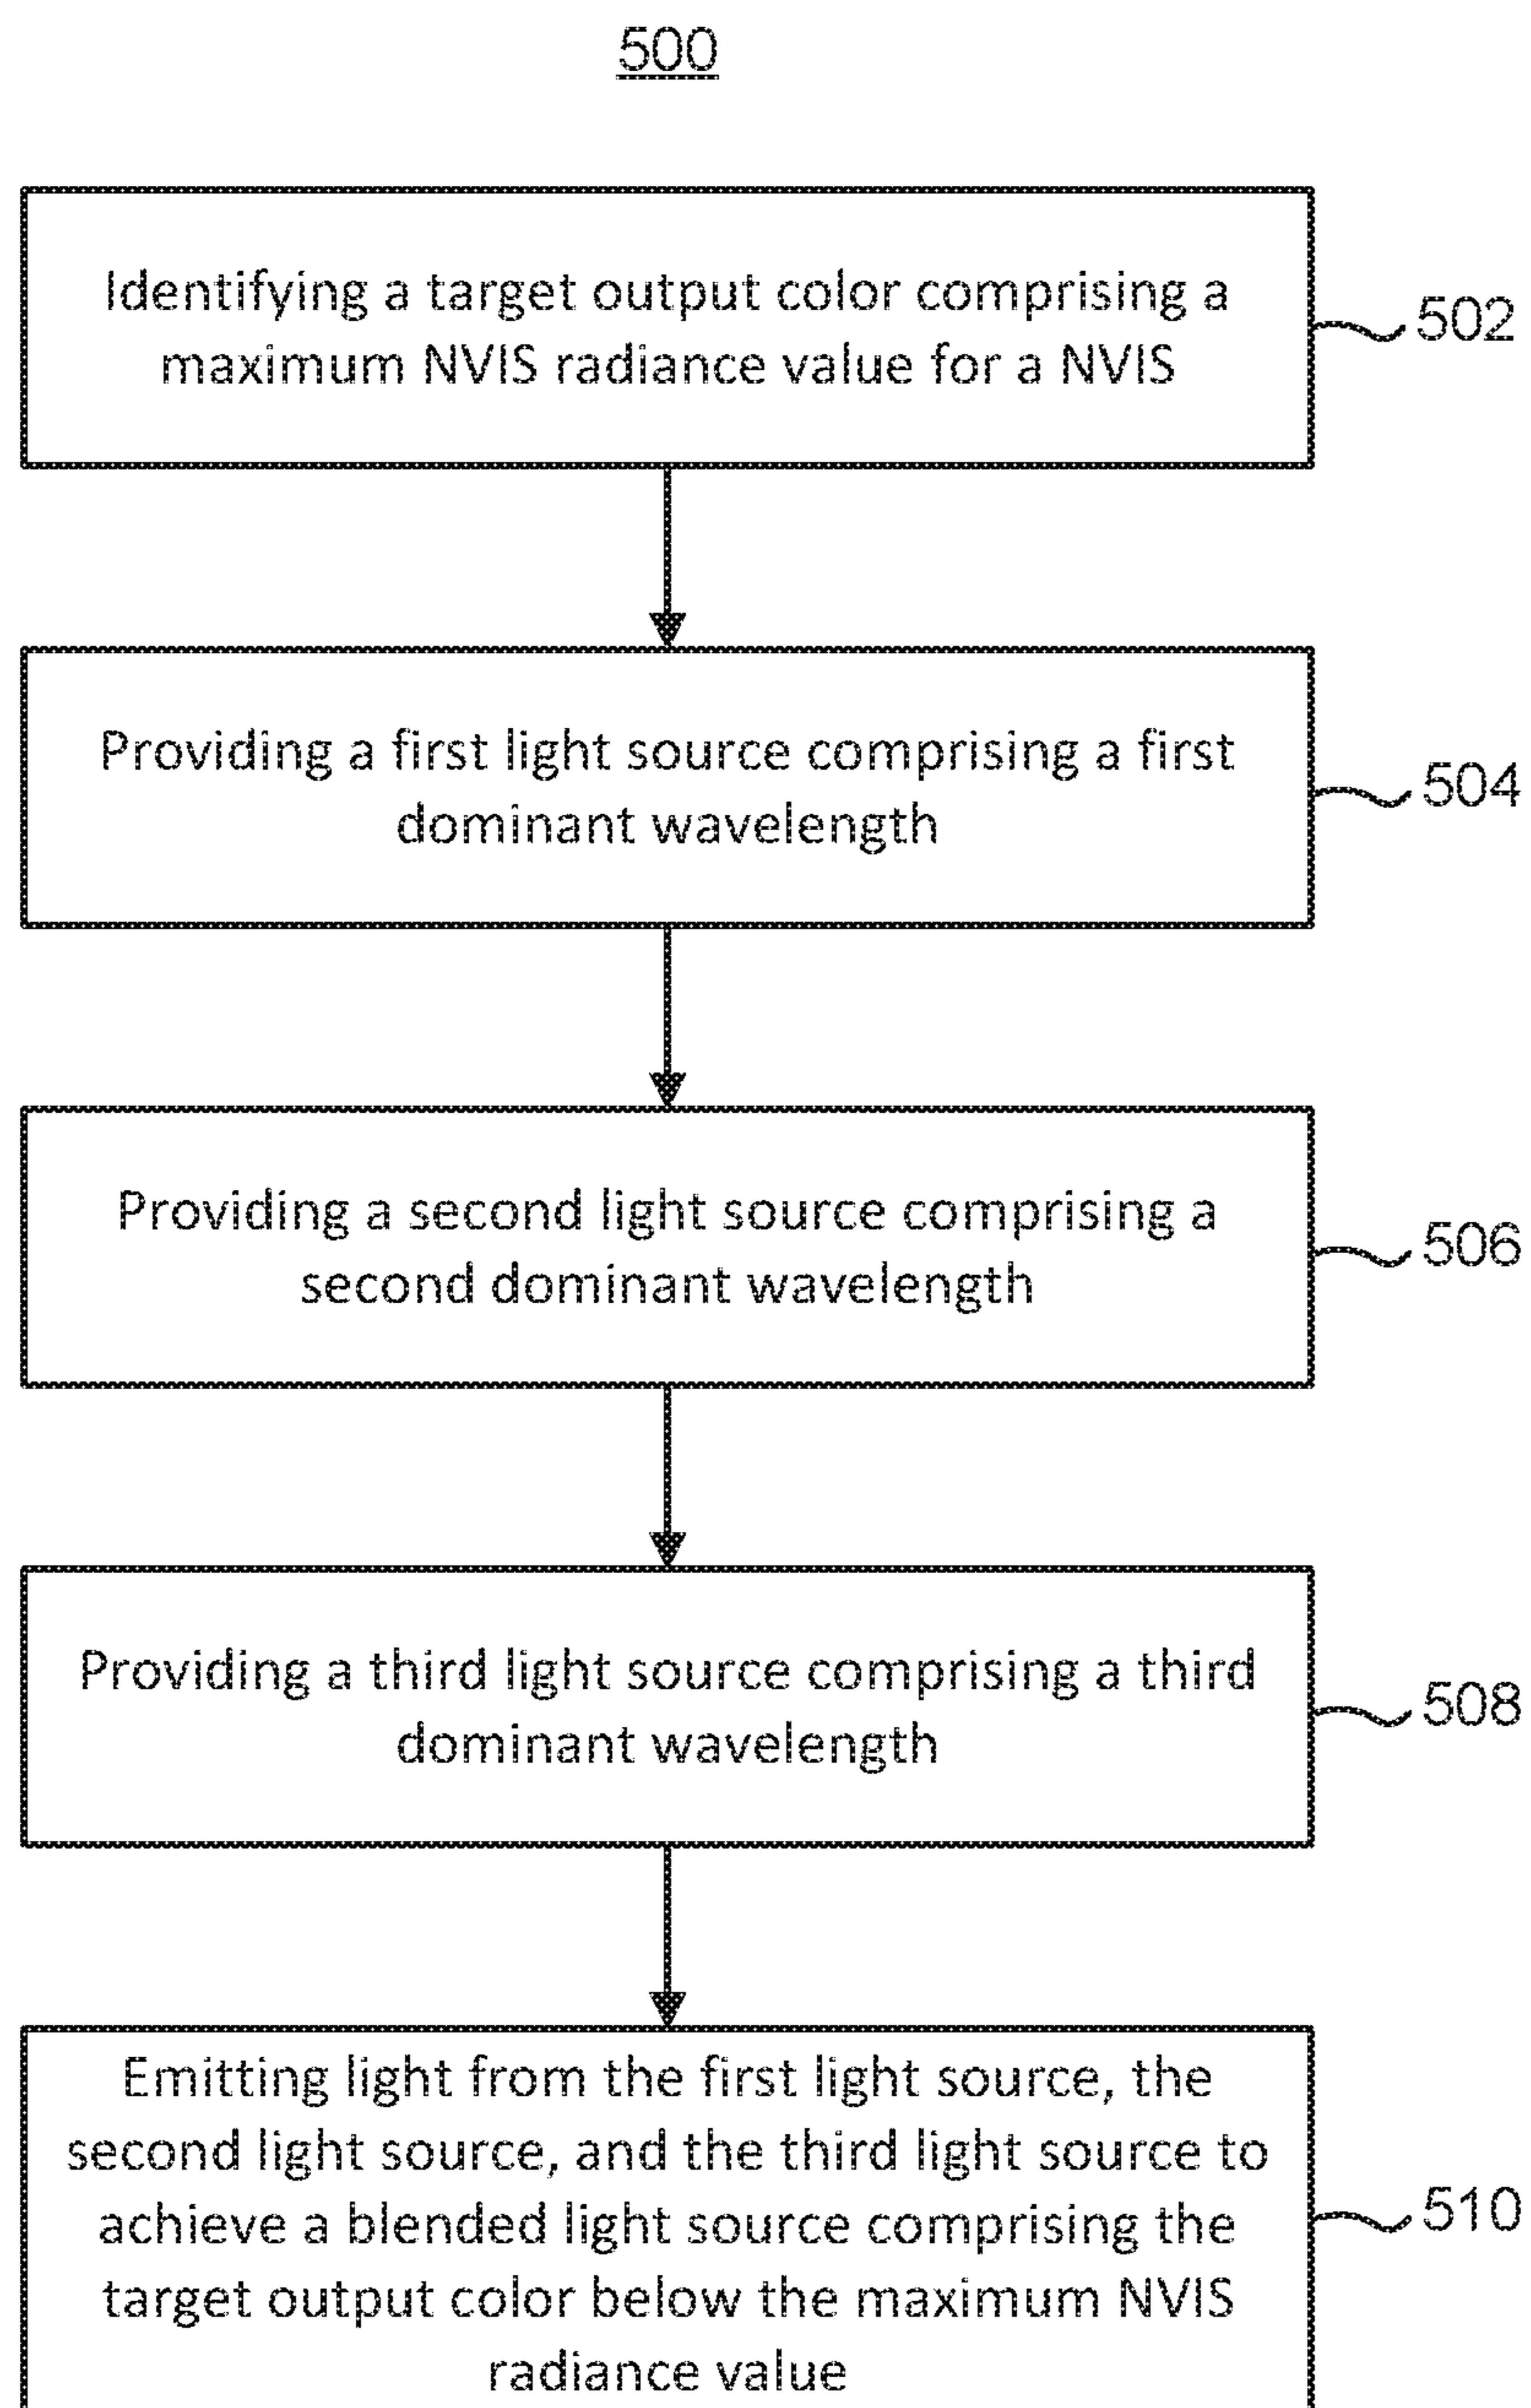 500
Identifying a target output color comprising a
maximum NVIS radiance value for a NVIS
502
Providing a first light source comprising a first
dominant wavelength
504
Providing a second light source comprising a
second dominant wavelength
506
Providing a third light source comprising a third
dominant wavelength
508
Emitting light from the first light source, the
second light source, and the third light source to
achieve a blended light source comprising the
target output color below the maximum NVIS
radiance value
510